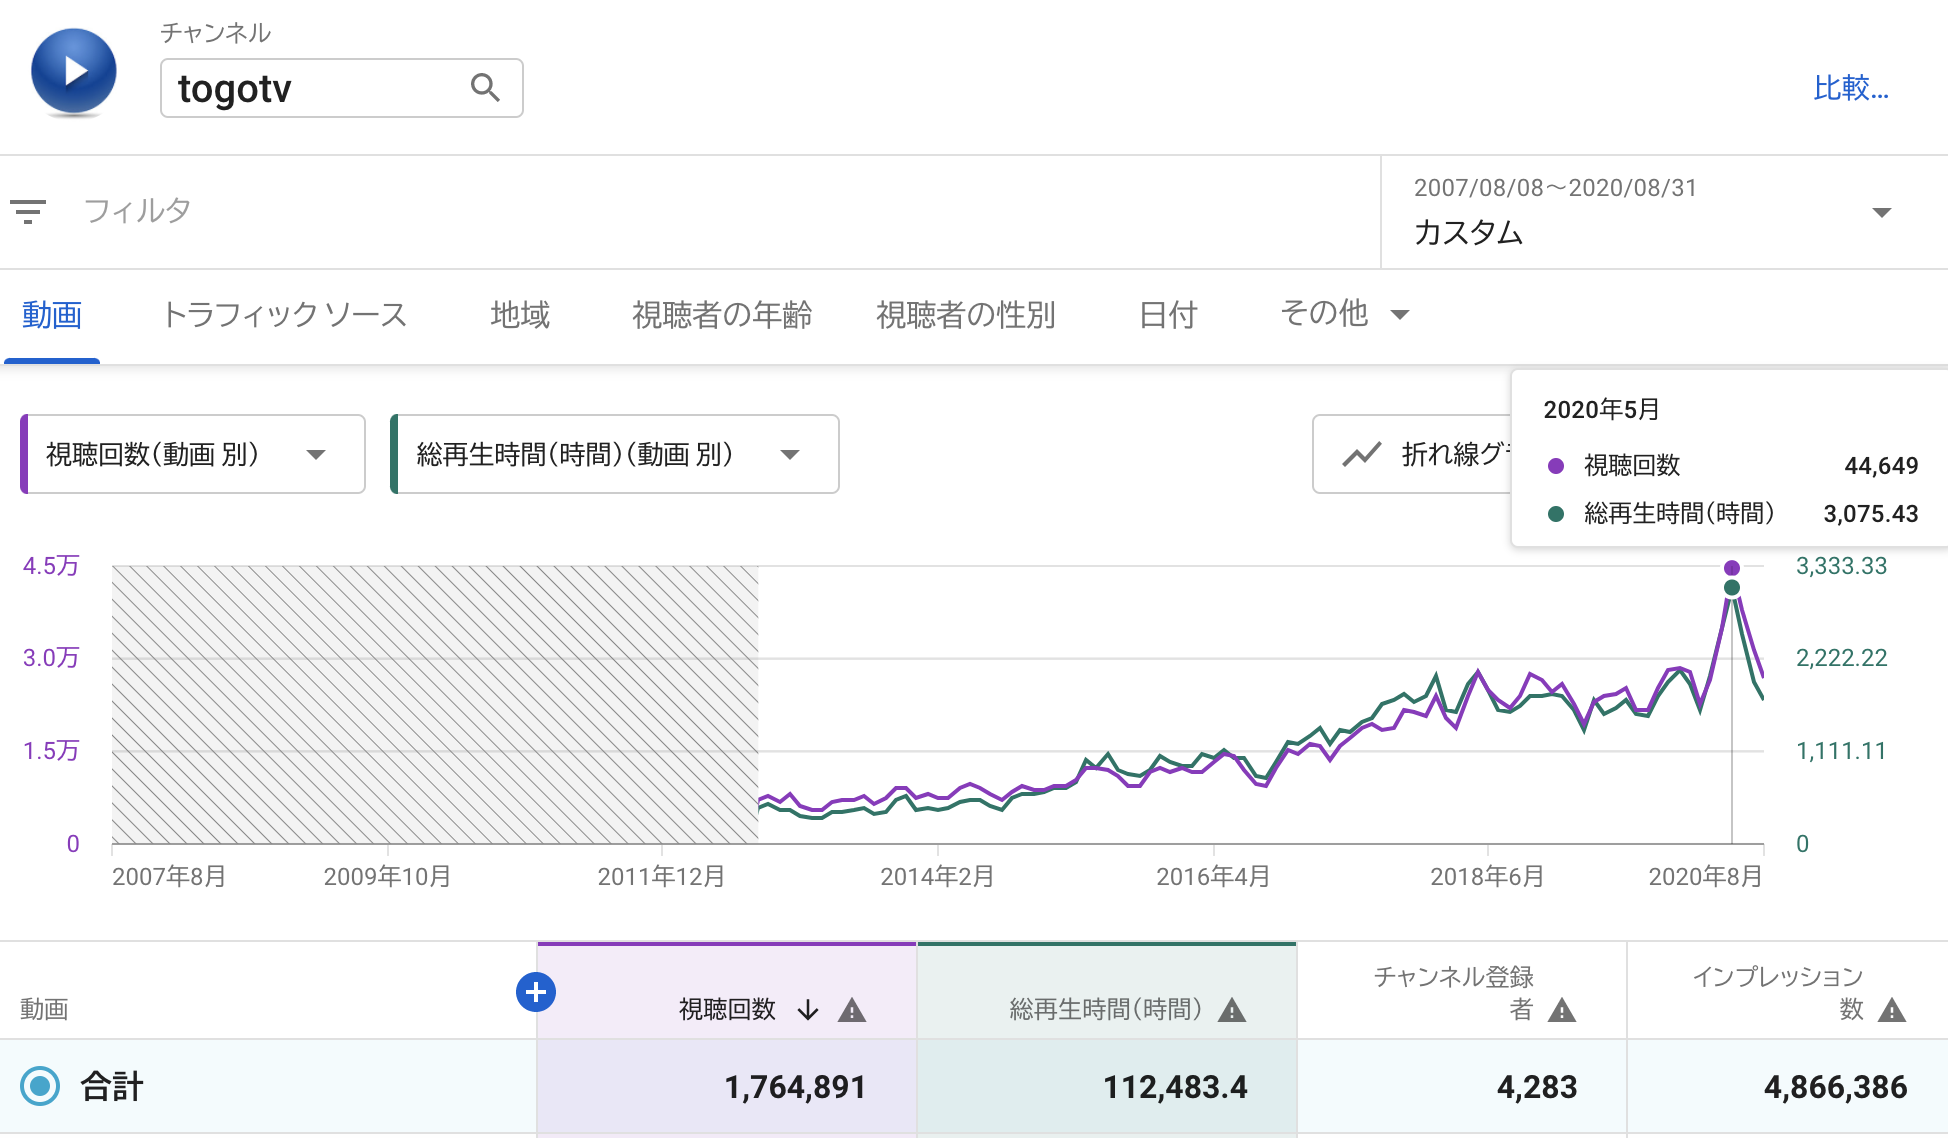 チャンネル
togotv
比較...
フィルタ
2007/08/08～2020/08/31
カスタム
動画 トラフィック ソース 地域 視聴者の年齢 視聴者の性別 日付 その他
視聴回数（動画 別） 総再生時間（時間）（動画 別） 折れ線グ
2020年5月
視聴回数 44,649
総再生時間（時間） 3,075.43
4.5万 3,333.33
3.0万 2,222.22
1.5万 1,111.11
0 0
2007年8月 2009年10月 2011年12月 2014年2月 2016年4月 2018年6月 2020年8月
動画 視聴回数 総再生時間（時間） チャンネル登録
者 インプレッション
数
合計 1,764,891 112,483.4 4,283 4,866,386